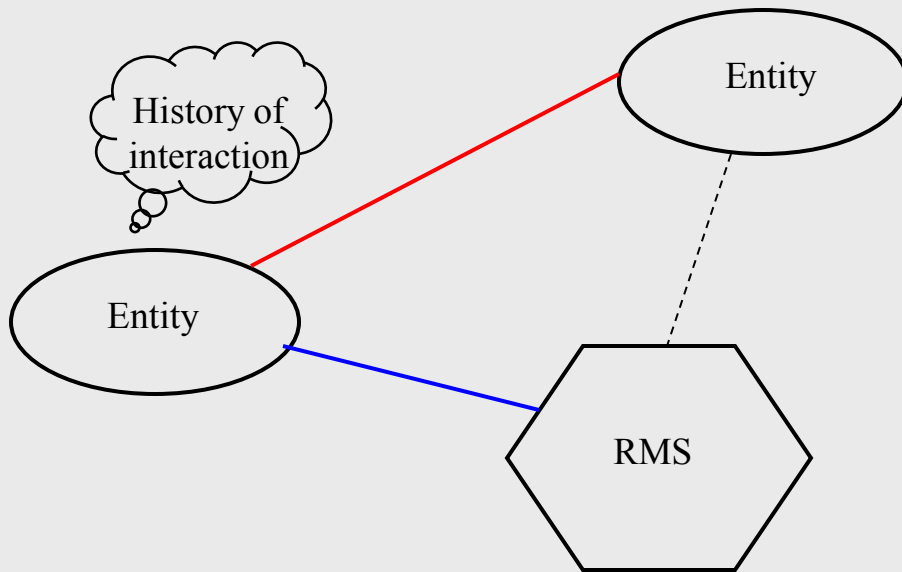 Entity
History of
interaction
Entity
RMS